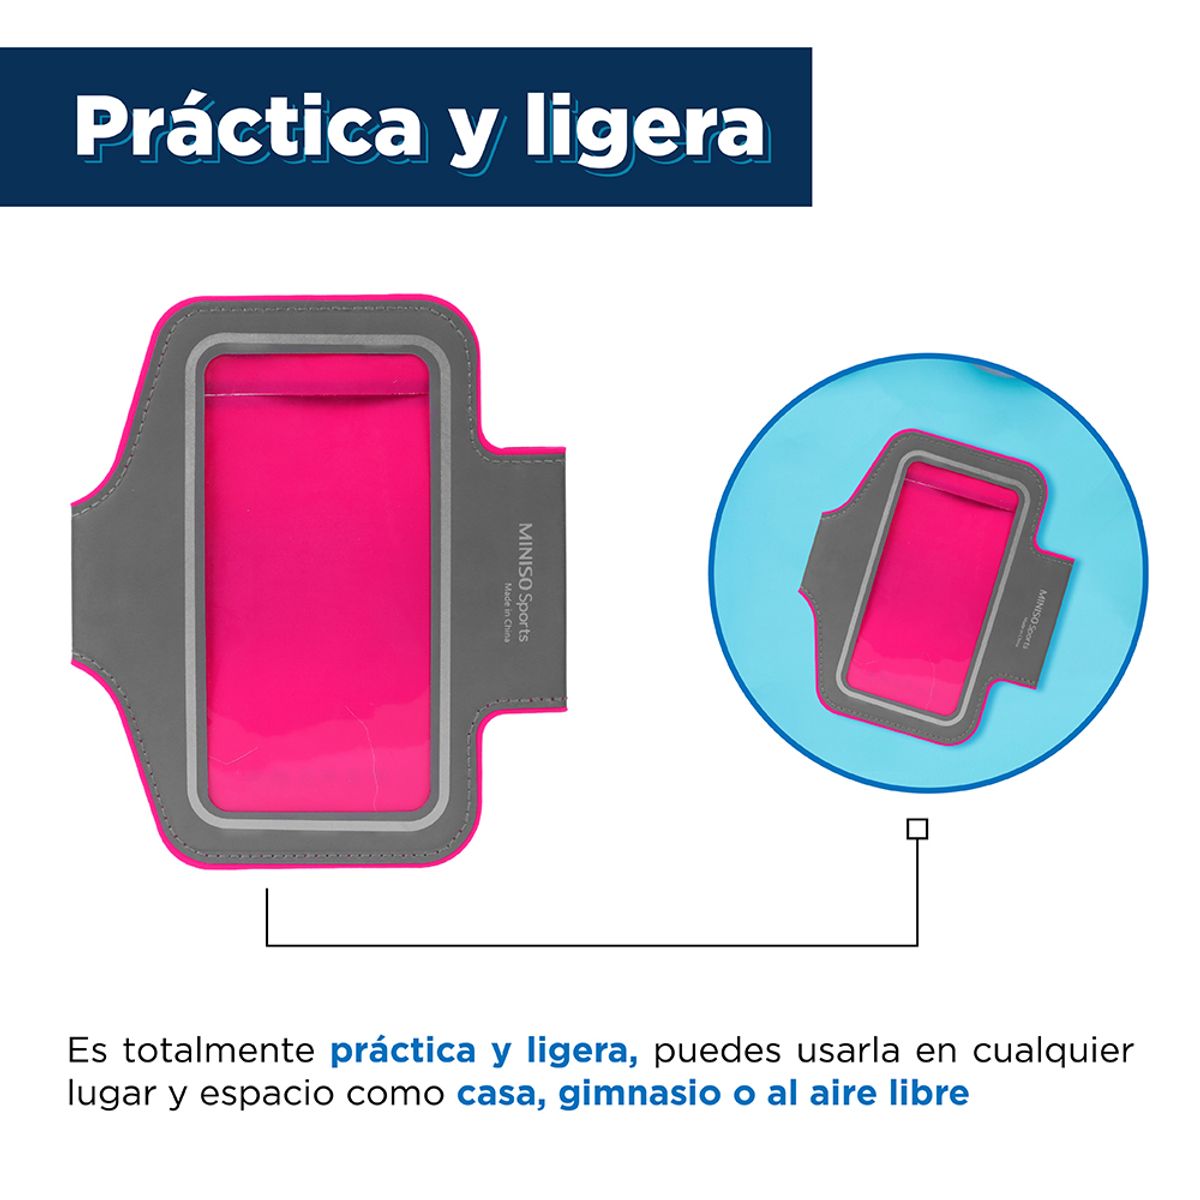 Práctica y ligera
MINISO Sports
Made in China
MINISO Sports
Made in China
Es totalmente práctica y ligera, puedes usarla en cualquier
lugar y espacio como casa, gimnasio o al aire libre